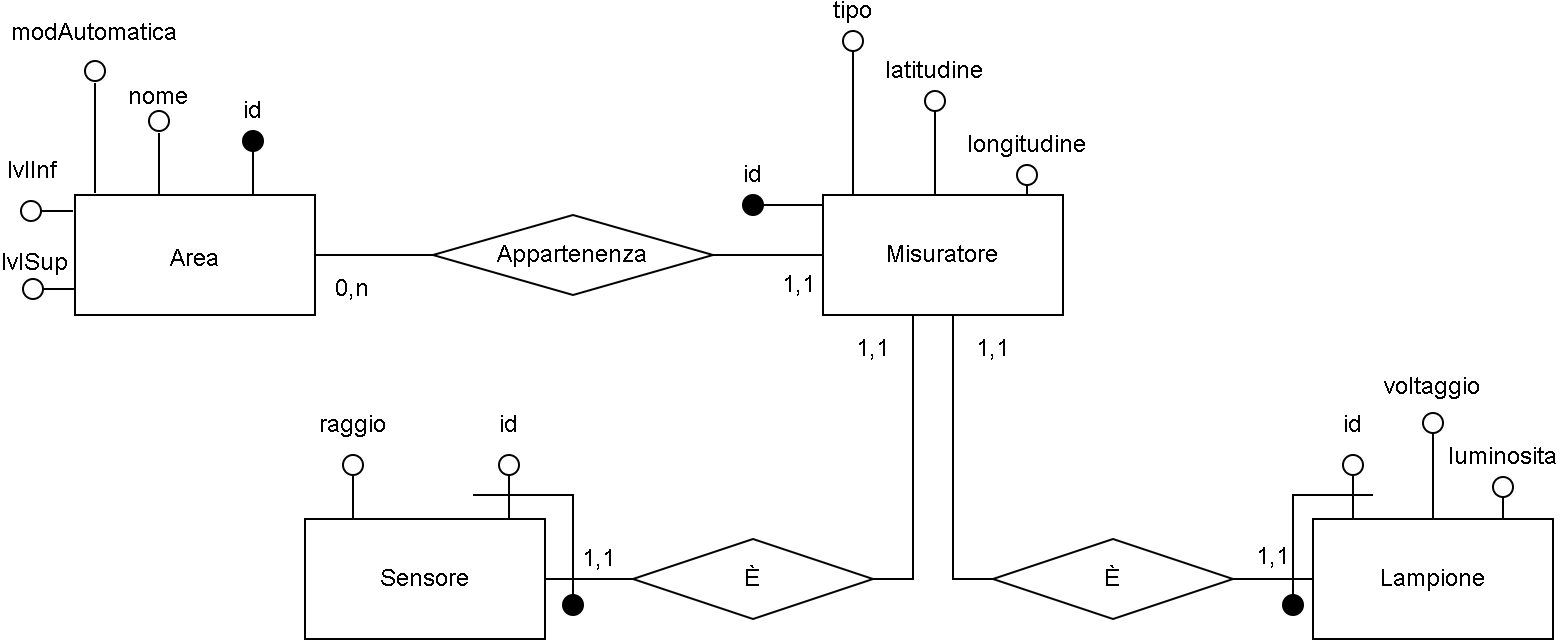 tipo
modAutomatica
latitudine
nome
id
longitudine
lvlInf
id
Area
Appartenenza
Misuratore
lvlSup
0,n
1,1
1,1
1,1
voltaggio
raggio
id
id
luminosita
1,1
1,1
Sensore
È
È
Lampione